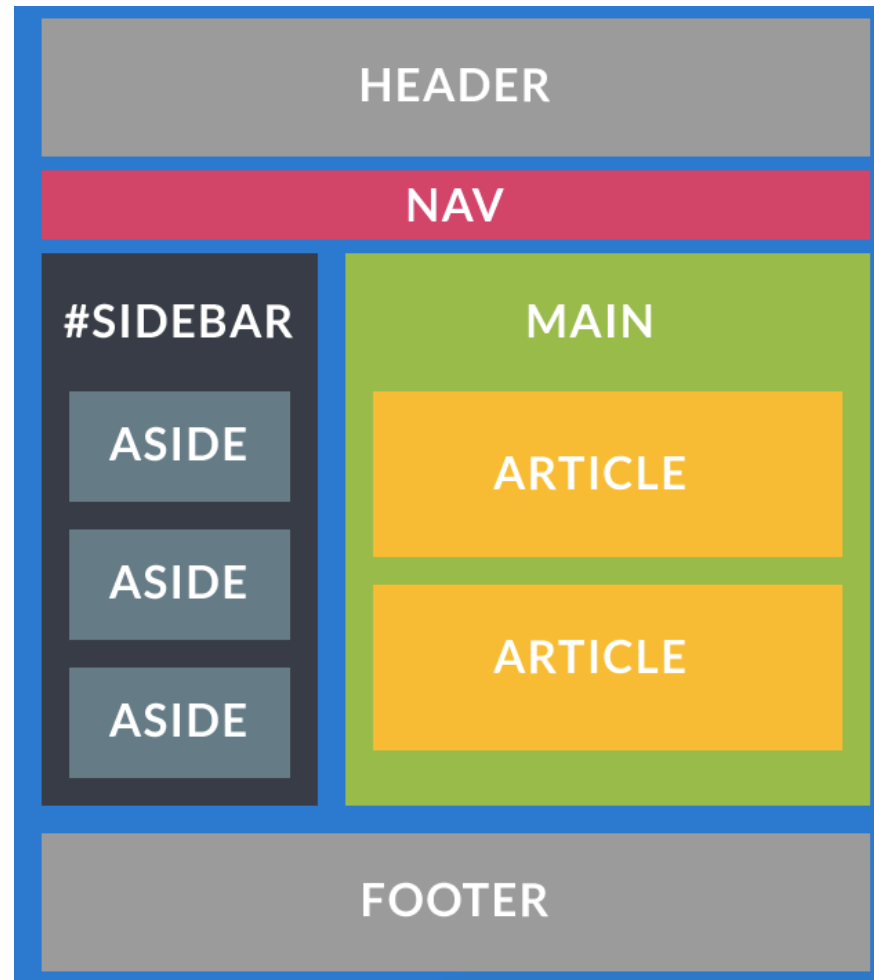 HEADER
NAV
#SIDEBAR
ASIDE
ASIDE
ASIDE
MAIN
ARTICLE
ARTICLE
FOOTER